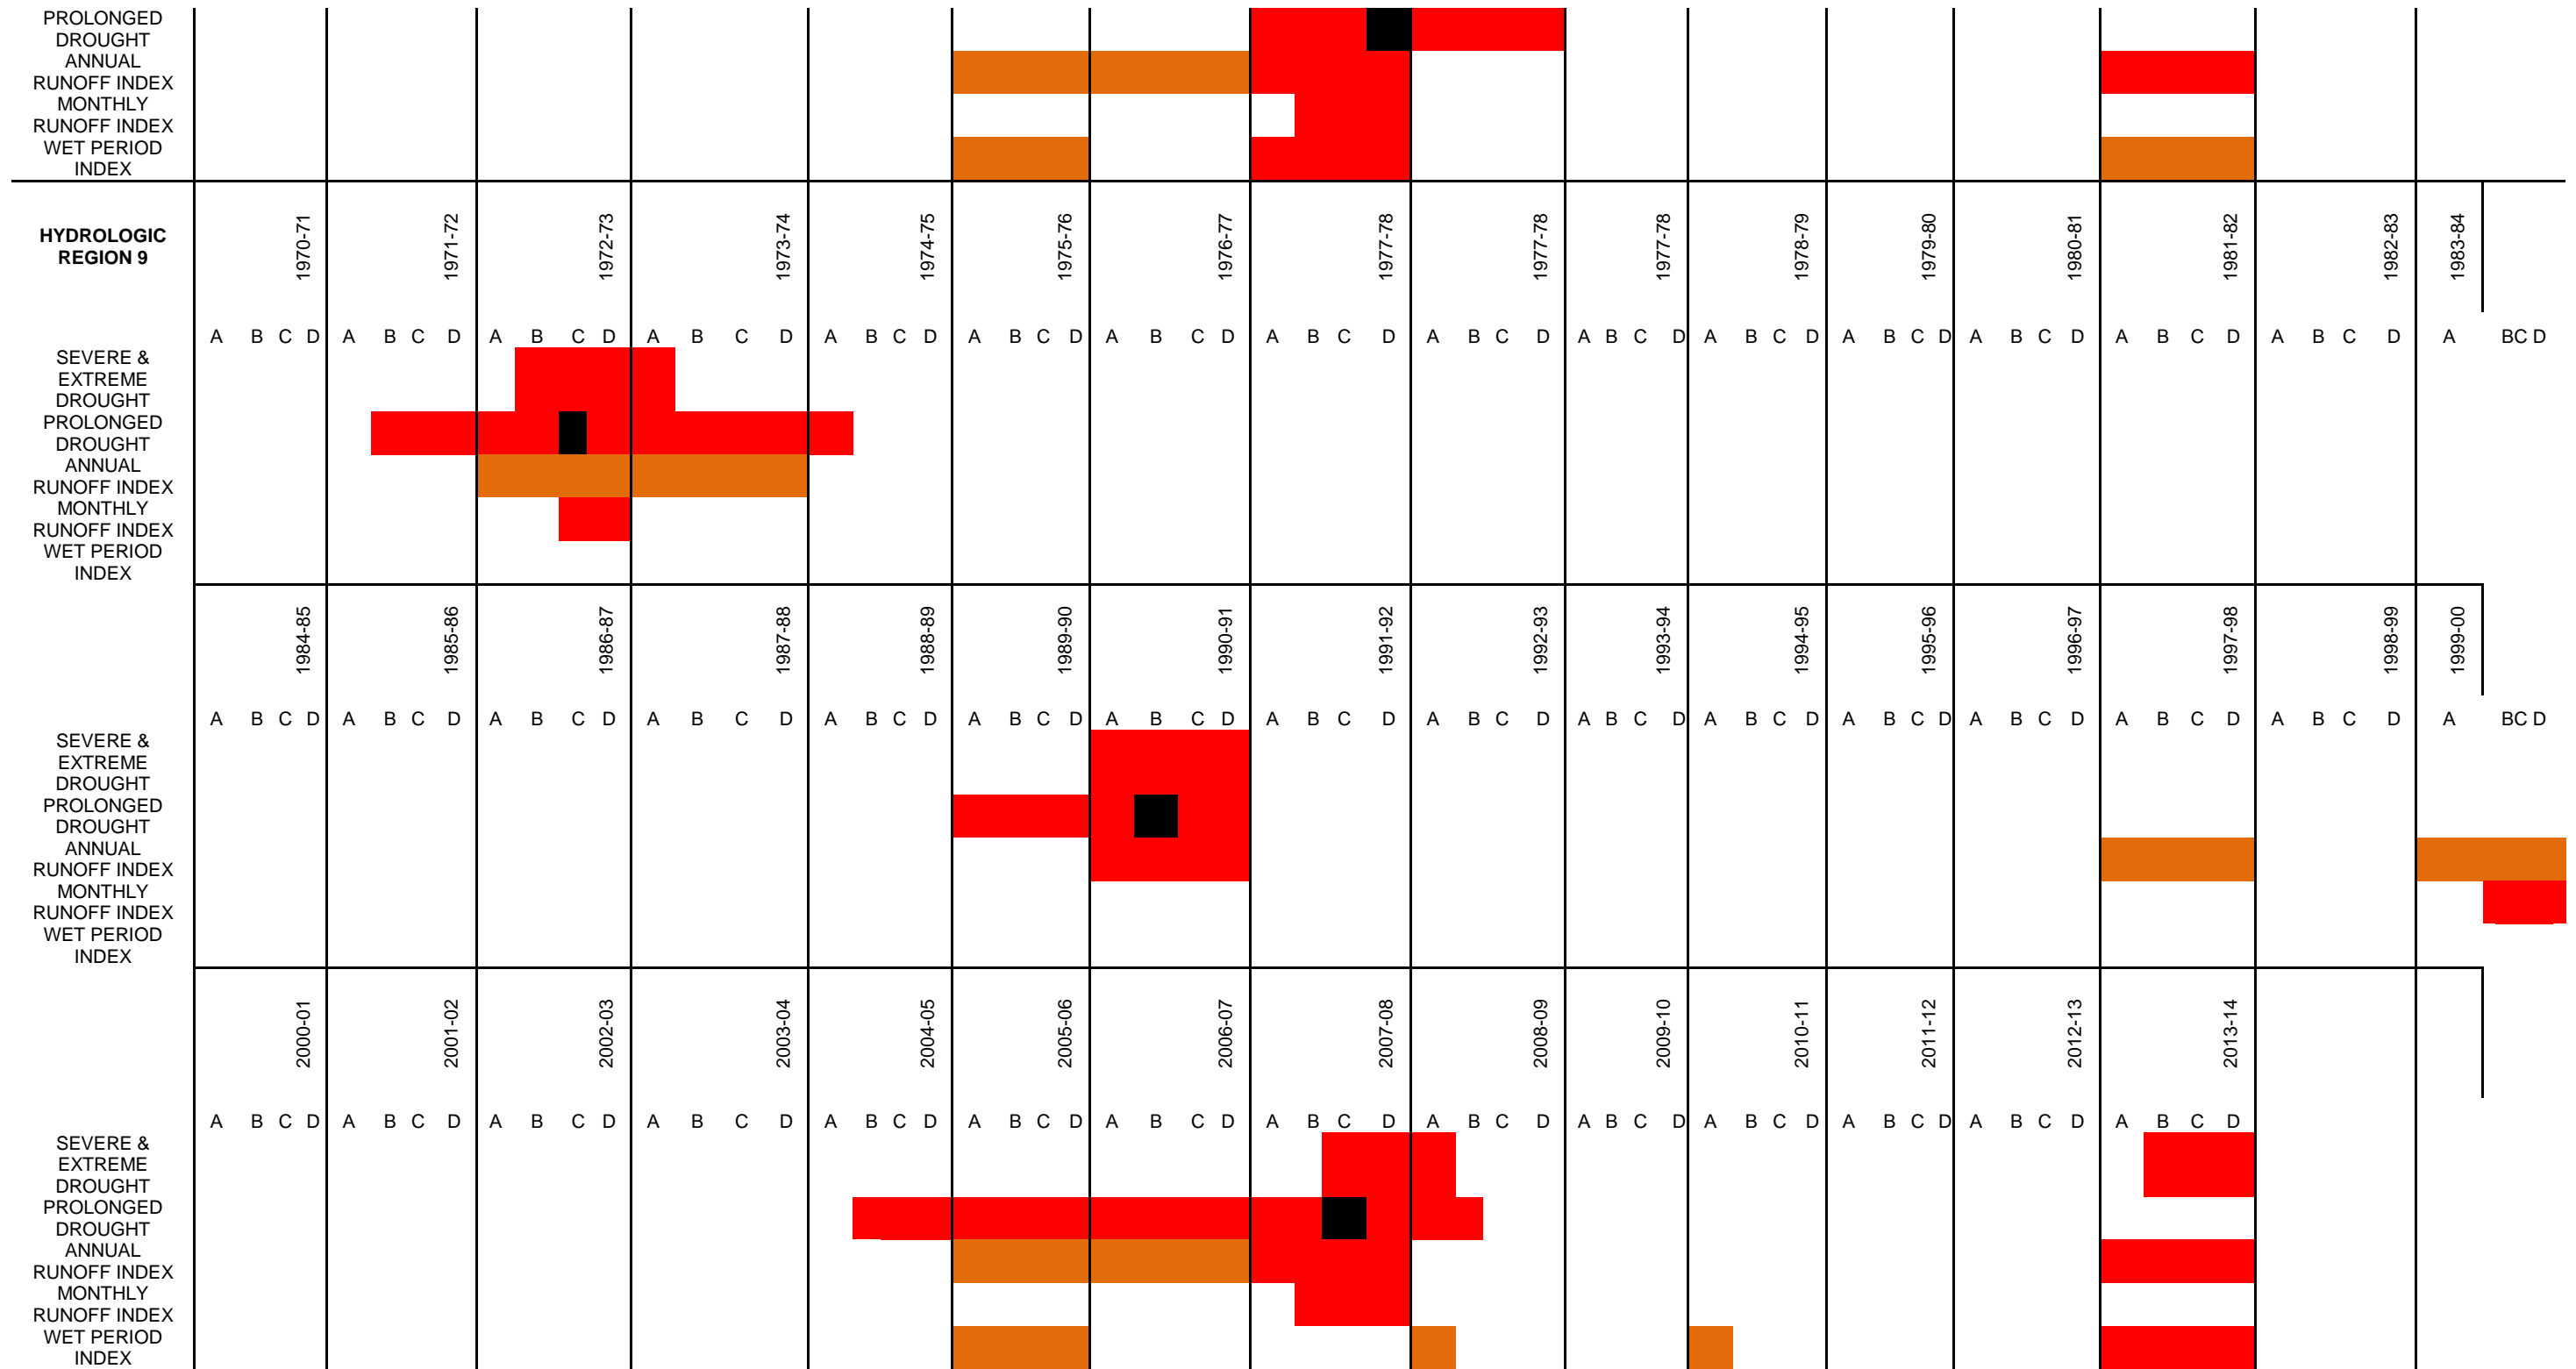 PROLONGED
DROUGHT
ANNUAL
RUNOFF INDEX
MONTHLY
RUNOFF INDEX
WET PERIOD
INDEX
HYDROLOGIC
REGION 9
1970-71 1971-72 1972-73 1973-74 1974-75 1975-76 1976-77 1977-78 1977-78 1977-78 1978-79 1979-80 1980-81 1981-82 1982-83 1983-84
A B C D A B C D A B C D A B C D A B C D A B C D A B C D A B C D A B C D A B C D A B C D A B C D A B C D A B C D A B C D A BC D
SEVERE &
EXTREME
DROUGHT
PROLONGED
DROUGHT
ANNUAL
RUNOFF INDEX
MONTHLY
RUNOFF INDEX
WET PERIOD
INDEX
1984-85 1985-86 1986-87 1987-88 1988-89 1989-90 1990-91 1991-92 1992-93 1993-94 1994-95 1995-96 1996-97 1997-98 1998-99 1999-00
A B C D A B C D A B C D A B C D A B C D A B C D A B C D A B C D A B C D A B C D A B C D A B C D A B C D A B C D A B C D A BC D
SEVERE &
EXTREME
DROUGHT
PROLONGED
DROUGHT
ANNUAL
RUNOFF INDEX
MONTHLY
RUNOFF INDEX
WET PERIOD
INDEX
2000-01 2001-02 2002-03 2003-04 2004-05 2005-06 2006-07 2007-08 2008-09 2009-10 2010-11 2011-12 2012-13 2013-14
A B C D A B C D A B C D A B C D A B C D A B C D A B C D A B C D A B C D A B C D A B C D A B C D A B C D A B C D
SEVERE &
EXTREME
DROUGHT
PROLONGED
DROUGHT
ANNUAL
RUNOFF INDEX
MONTHLY
RUNOFF INDEX
WET PERIOD
INDEX